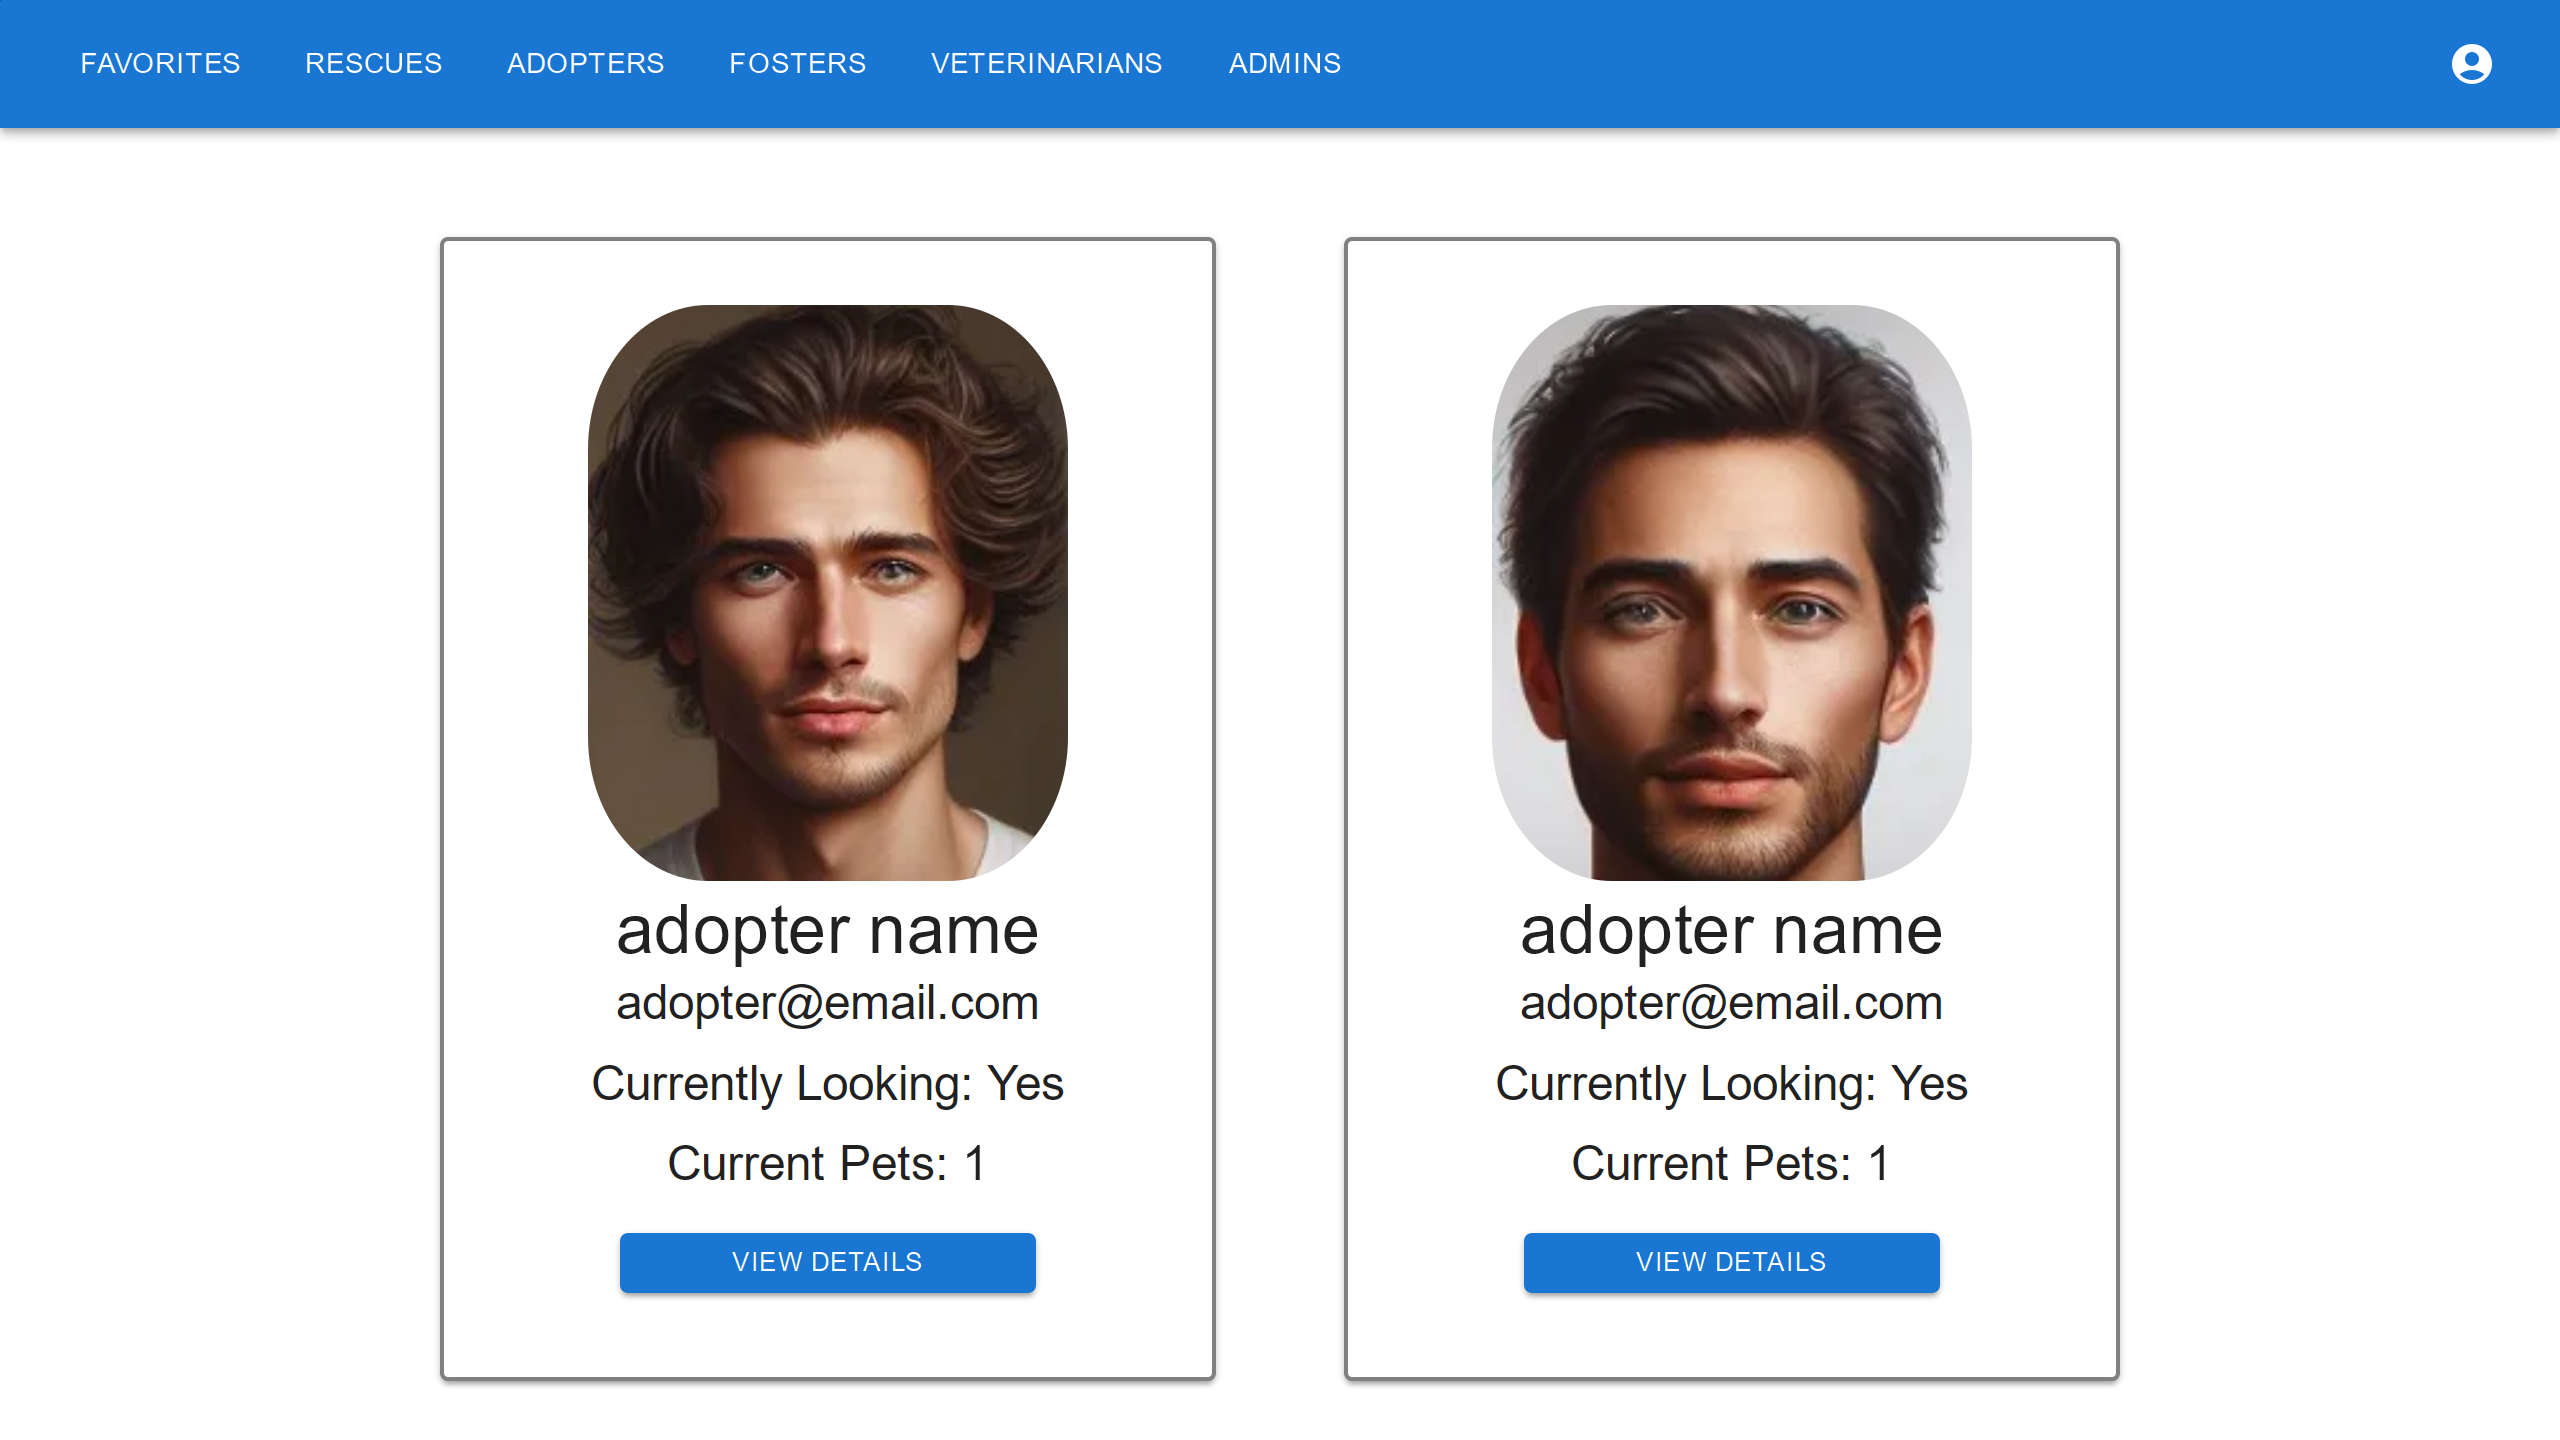 FAVORITES RESCUES ADOPTERS FOSTERS VETERINARIANS ADMINS
adopter name
adopter@email.com
Currently Looking: Yes
Current Pets: 1
VIEW DETAILS
adopter name
adopter@email.com
Currently Looking: Yes
Current Pets: 1
VIEW DETAILS